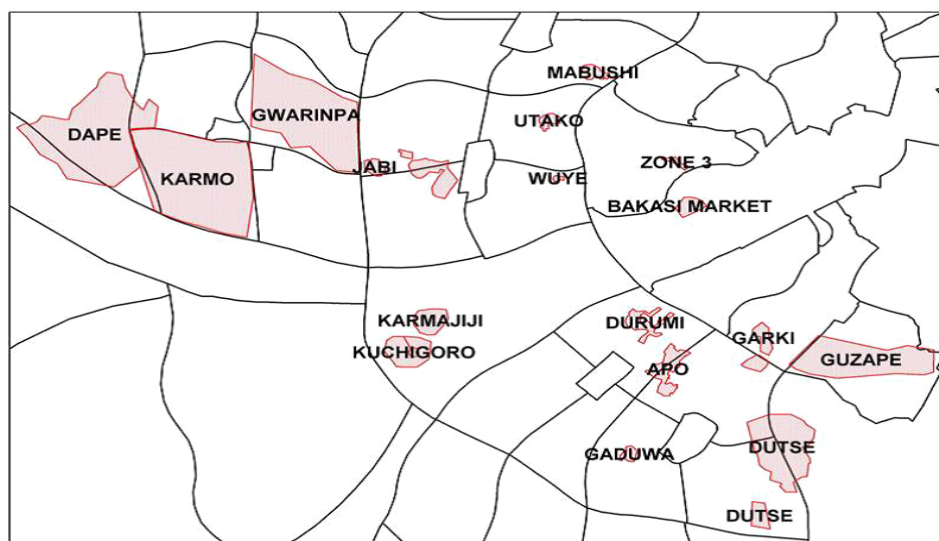 MABUSHI
GWARINPA
UTAKO
DAPE
ZONE 3
JABI
KARMO
WUYE
BAKASI MARKET
KARMAJIJI
DURUMI
GARKI
KUCHIGORO
GUZAPE
APO
DUTSE
GADUWA
DUTSE